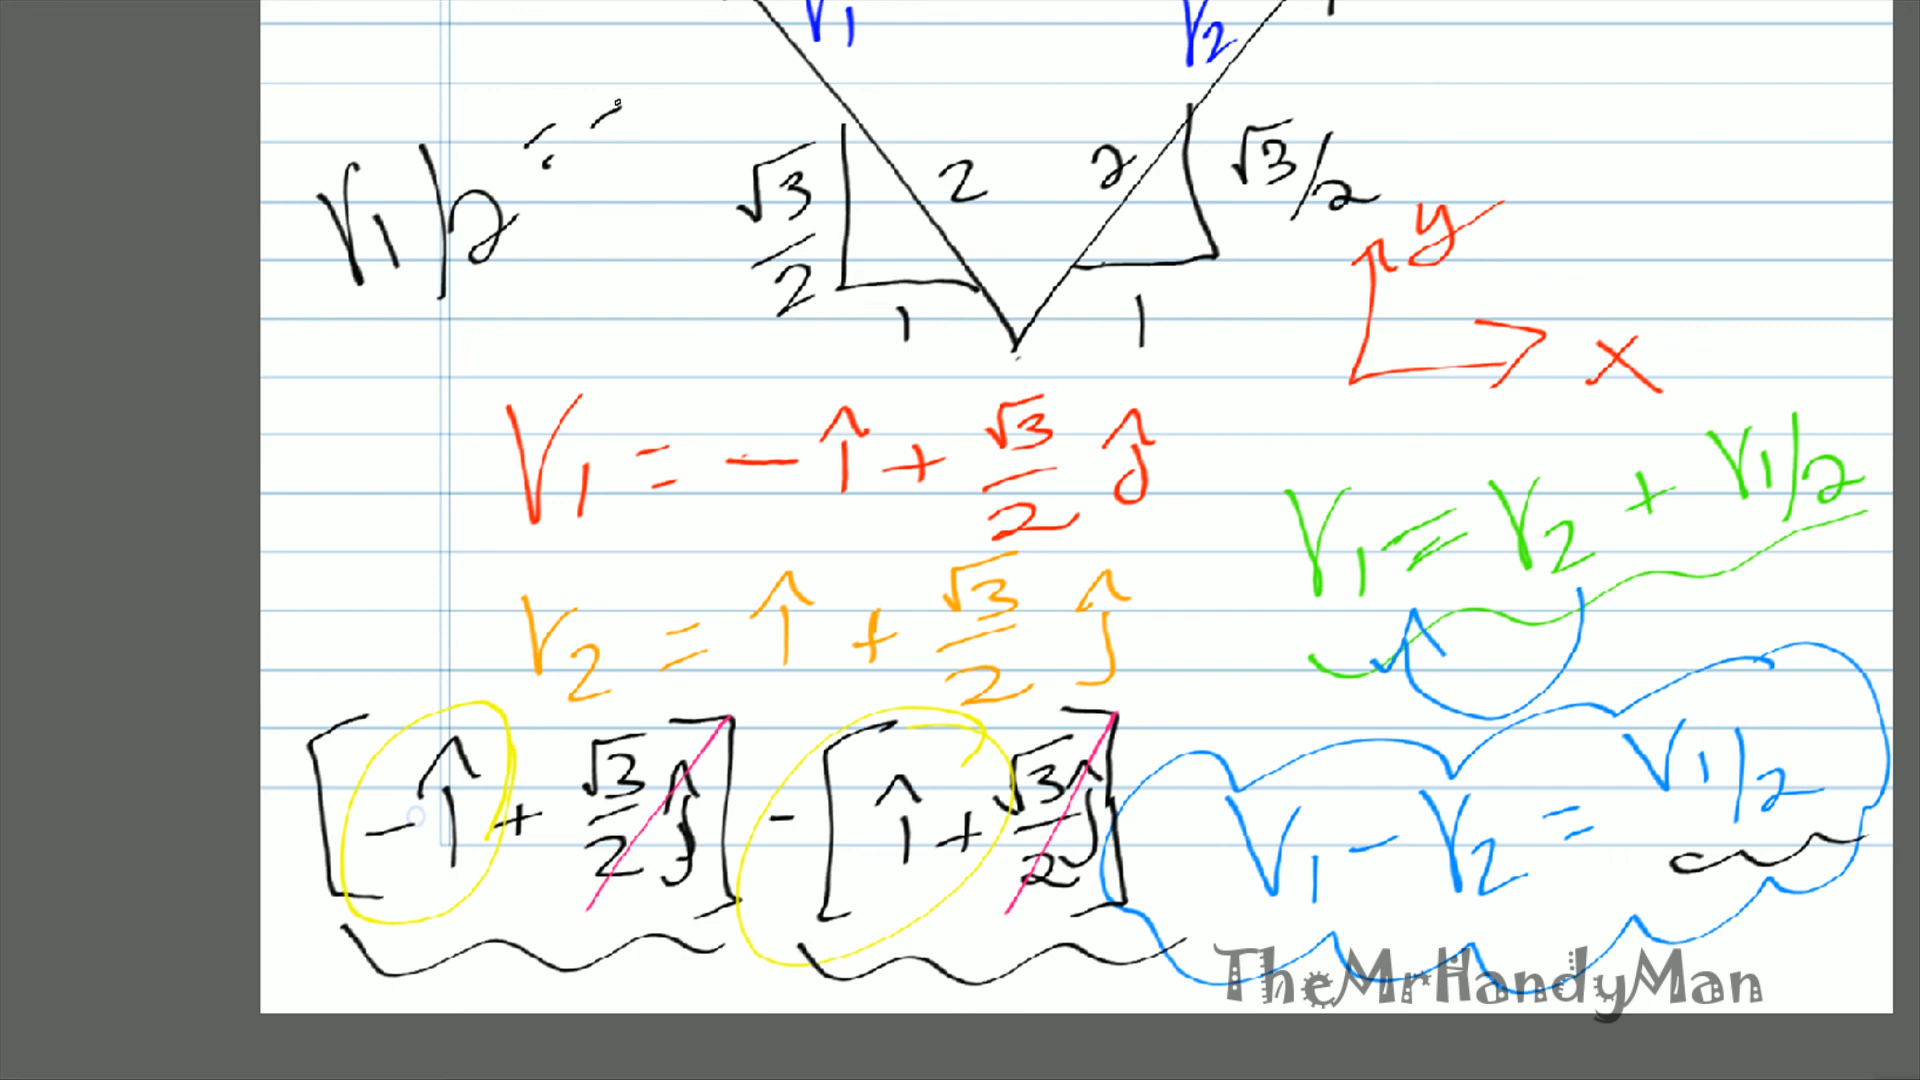 V1 V2
V1/2 =
√3/2 2 1
2 √3/2 1
y
x
V1 = -î + √3/2 ĵ
V1 = V2 + V1/2
V2 = î + √3/2 ĵ
[-î + √3/2 ĵ] - [î + √3/2 ĵ]
V1 - V2 = V1/2
TheMrHandyMan